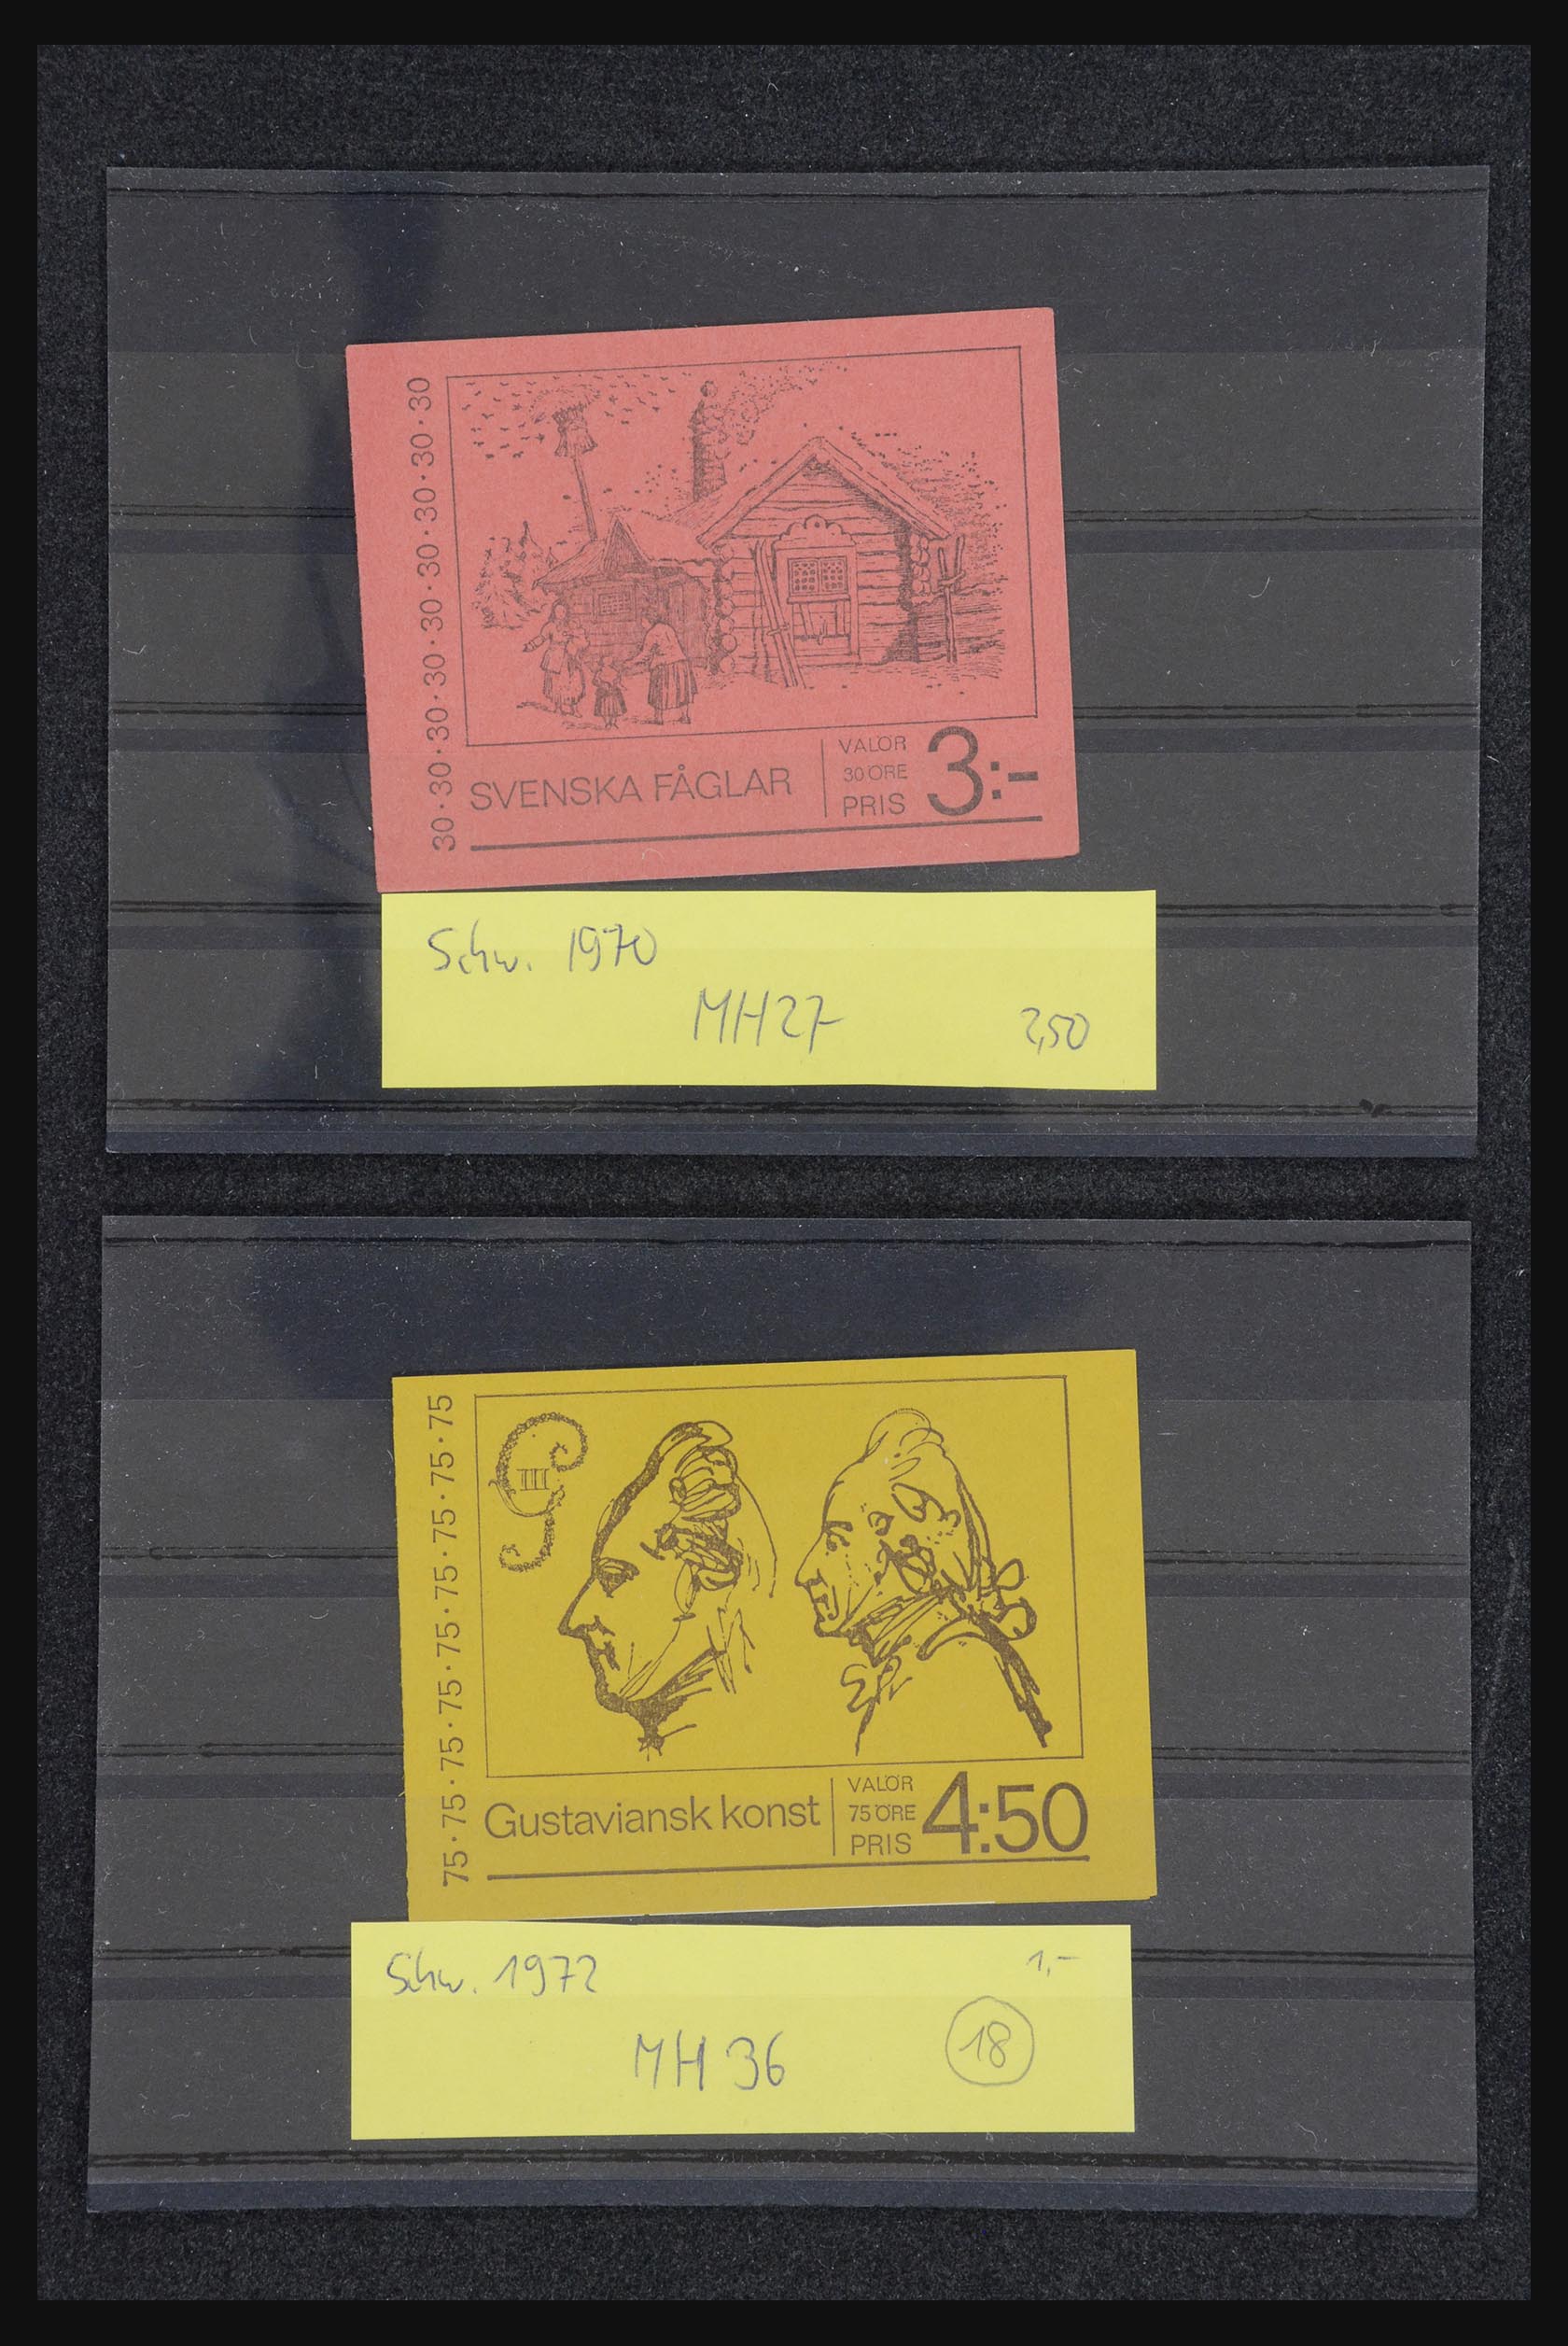 30·30·30·30·30·30·30·30·30
SVENSKA FÅGLAR
VALÖR
30 ÖRE
PRIS
3:-
Schw. 1970
MH27
2,50
III
75·75·75·75·75·75·75·75·75
Gustaviansk konst
VALÖR
75 ÖRE
PRIS
4:50
Schw. 1972
1,-
MH 36
18